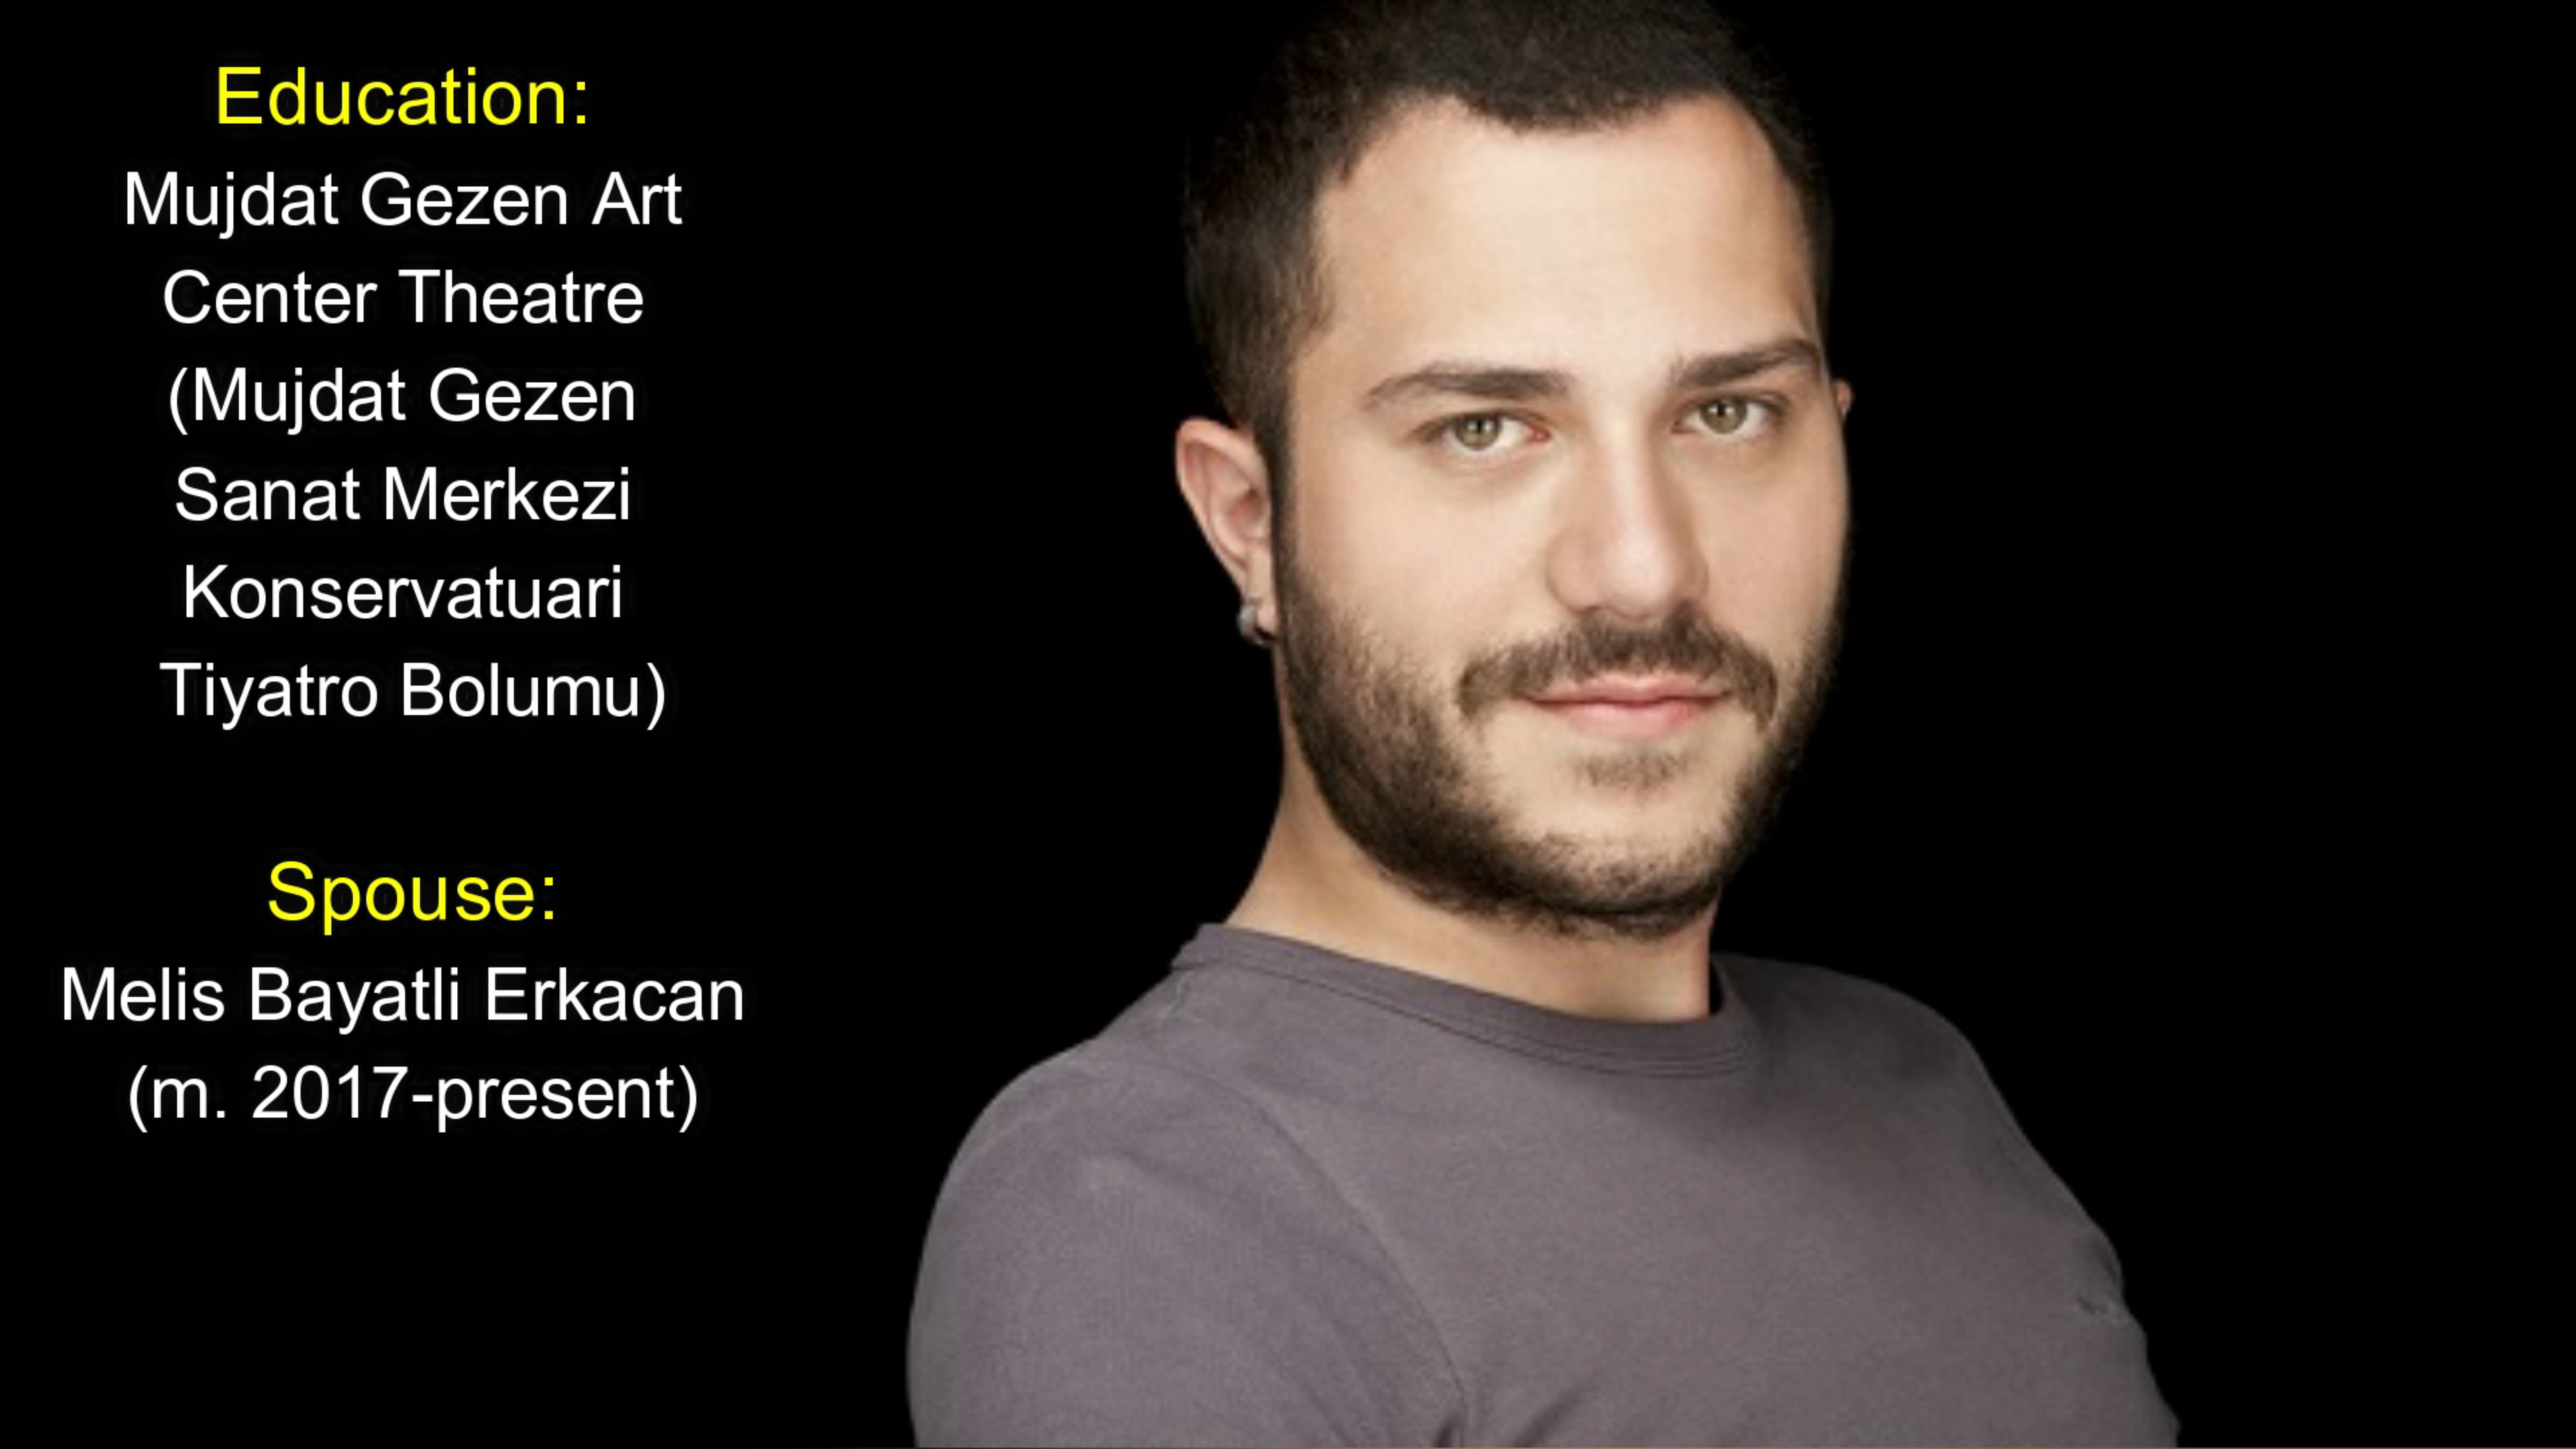 Education:
Mujdat Gezen Art
Center Theatre
(Mujdat Gezen
Sanat Merkezi
Konservatuari
Tiyatro Bolumu)
Spouse:
Melis Bayatli Erkacan
(m. 2017-present)